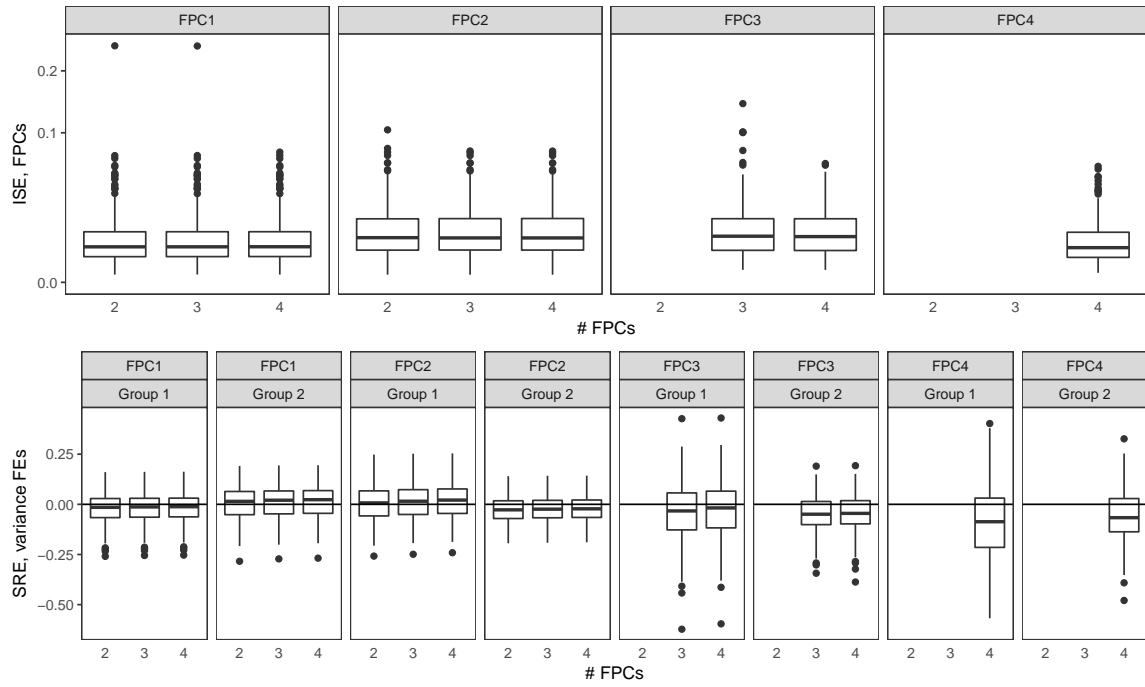 FPC1 FPC2 FPC3 FPC4
ISE, FPCs
0.2
0.1
0.0
2 3 4 2 3 4 2 3 4 2 3 4
# FPCs
FPC1 FPC1 FPC2 FPC2 FPC3 FPC3 FPC4 FPC4
Group 1 Group 2 Group 1 Group 2 Group 1 Group 2 Group 1 Group 2
SRE, variance FEs
0.25
0.00
−0.25
−0.50
2 3 4 2 3 4 2 3 4 2 3 4 2 3 4 2 3 4 2 3 4 2 3 4
# FPCs